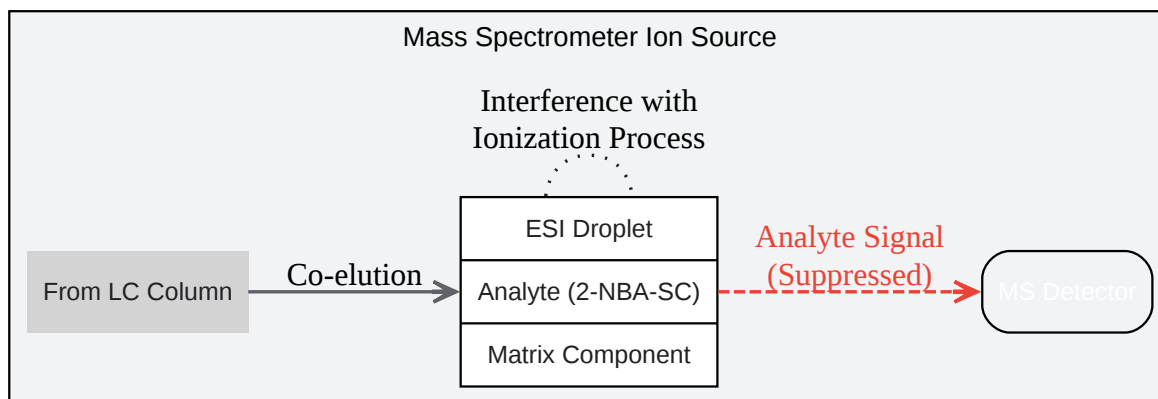 Mass Spectrometer Ion Source
Interference with
Ionization Process
ESI Droplet
Analyte Signal
(Suppressed)
Co-elution
From LC Column
Analyte (2-NBA-SC)
MS Detector
Matrix Component